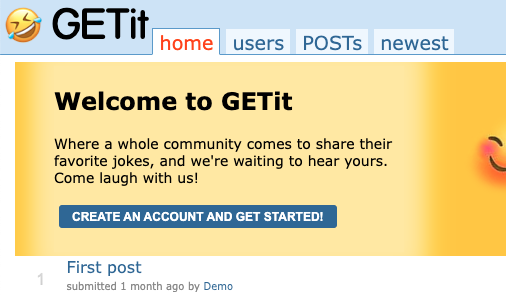 GETit
home users POSTs newest
Welcome to GETit
Where a whole community comes to share their
favorite jokes, and we're waiting to hear yours.
Come laugh with us!
CREATE AN ACCOUNT AND GET STARTED!
First post
1
submitted 1 month ago by Demo